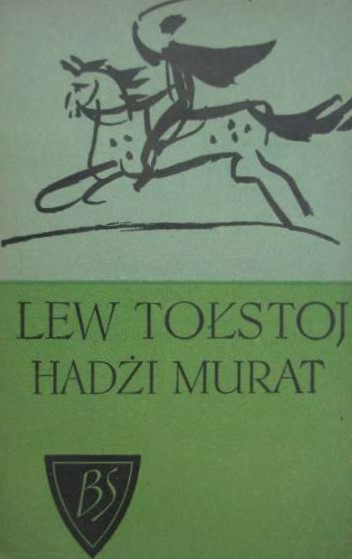 LEW TOŁSTOJ
HADŻI MURAT
BS